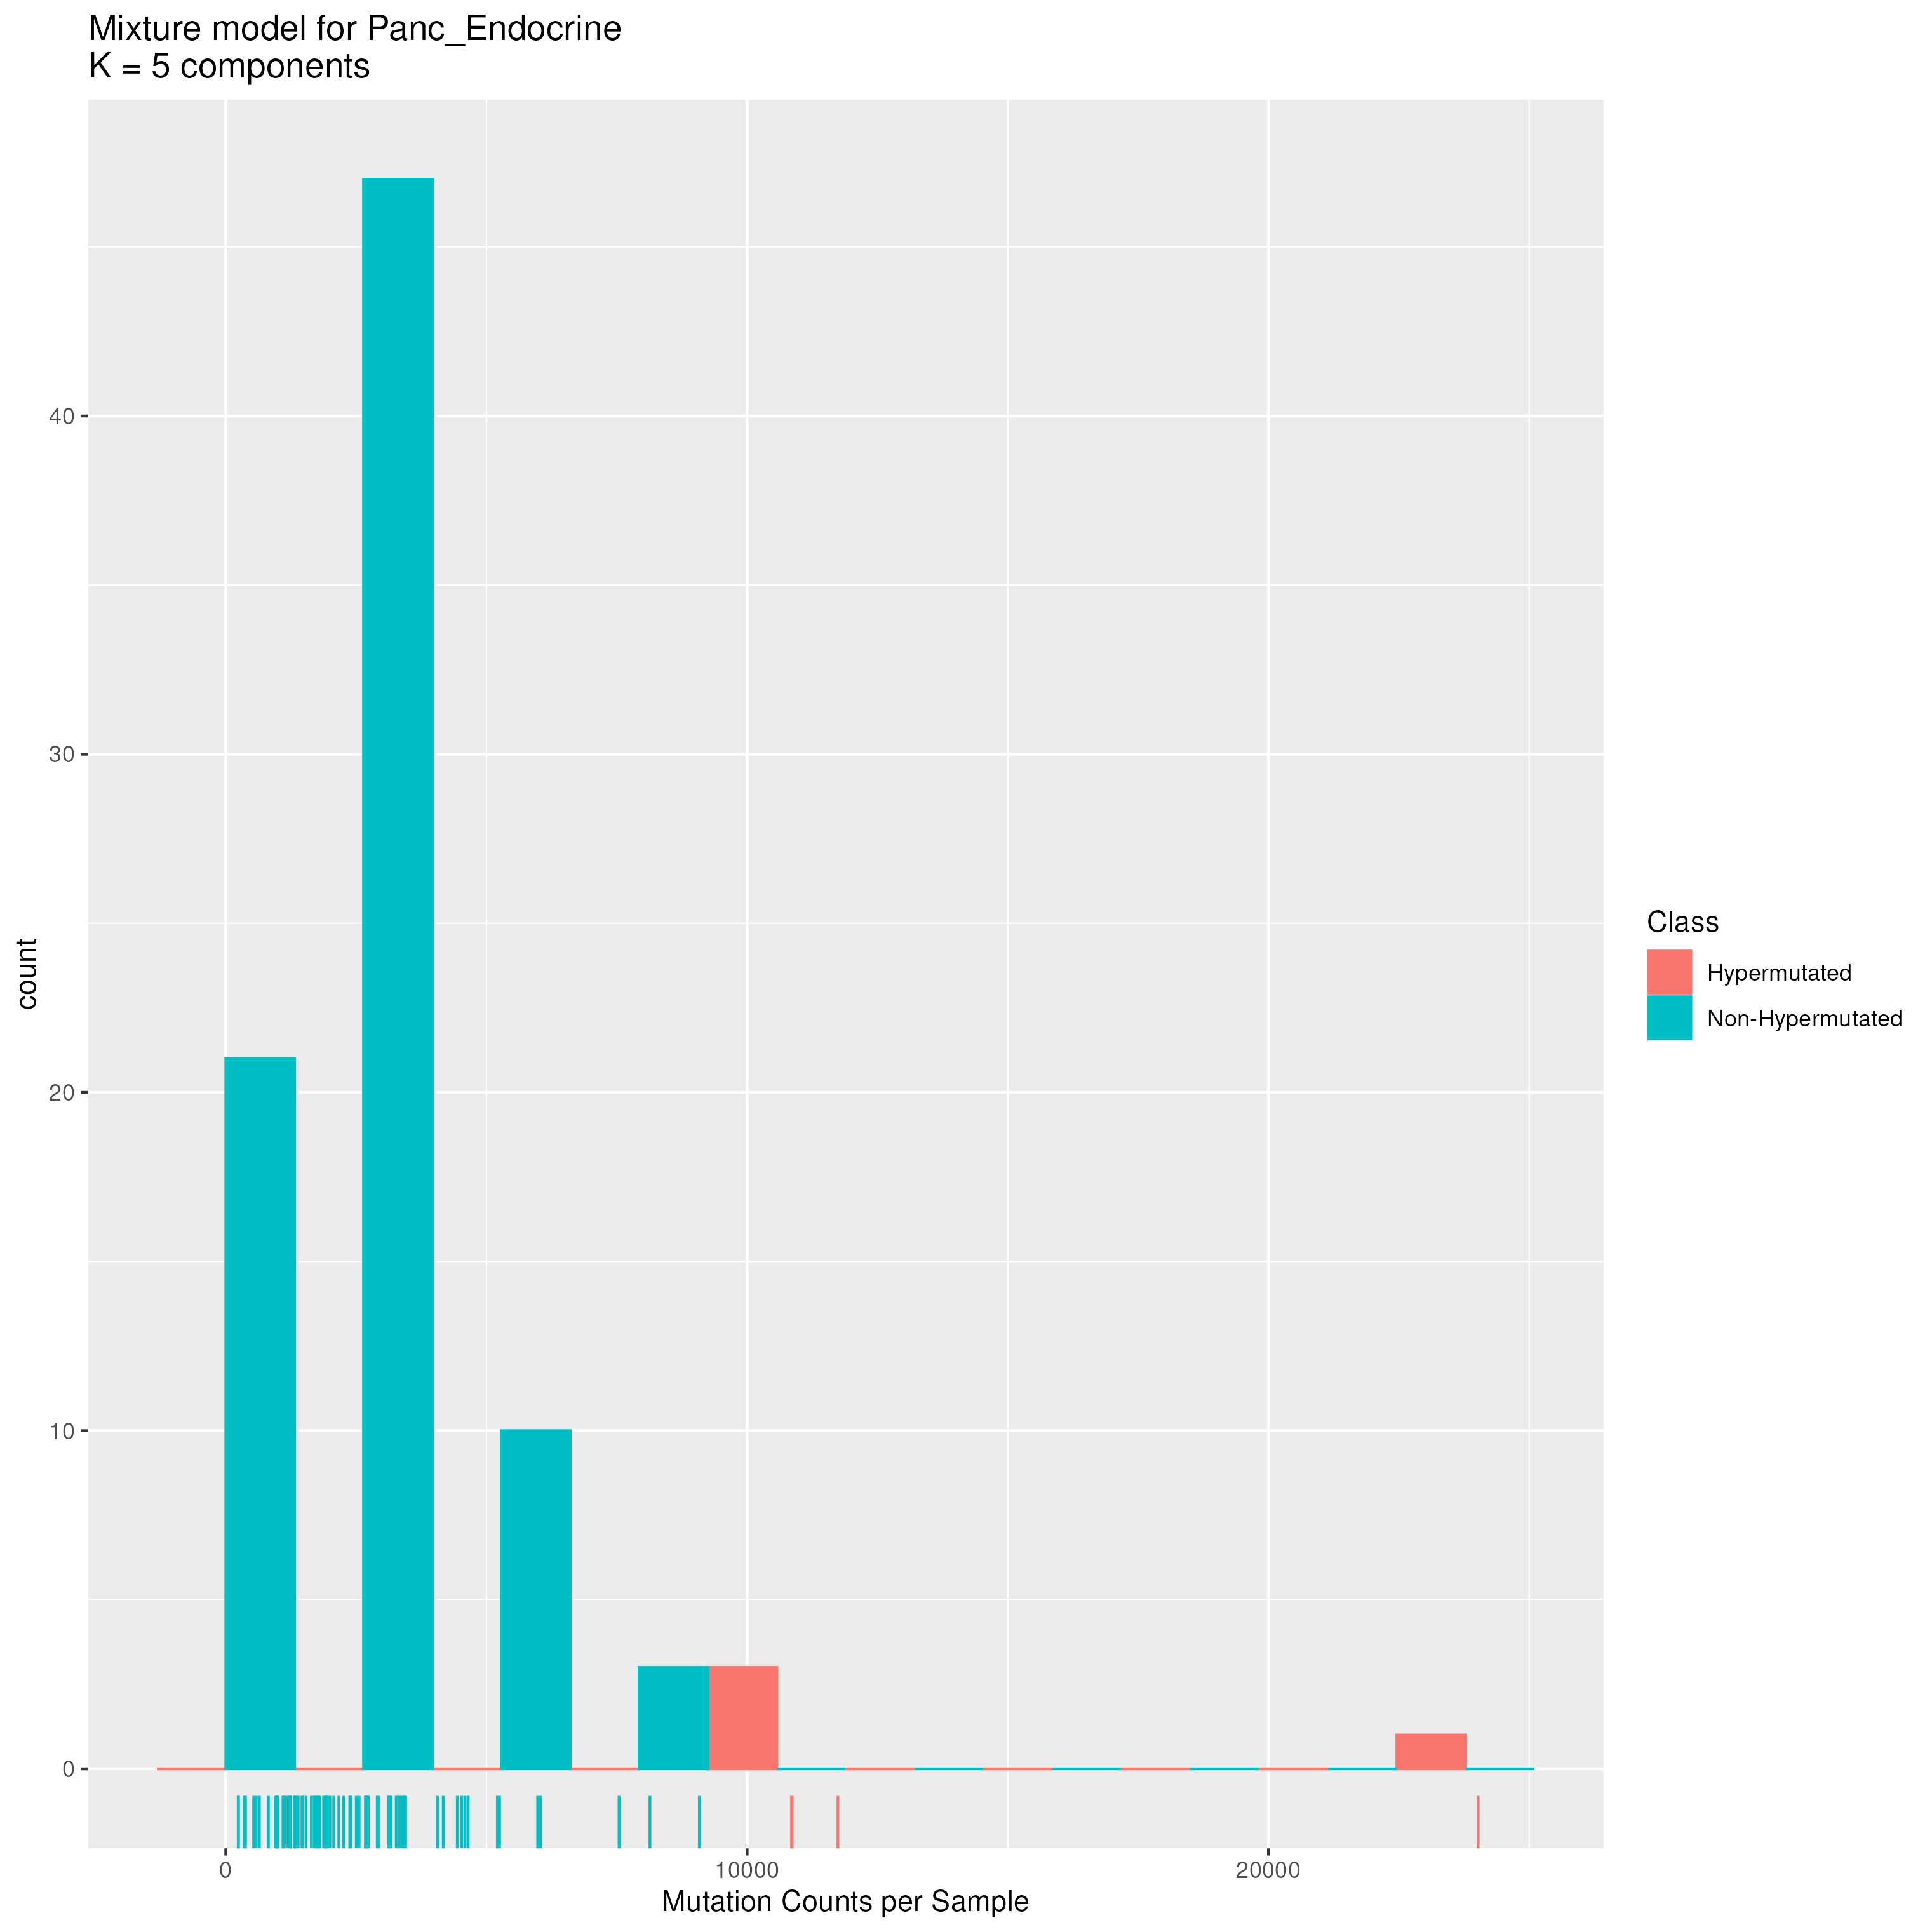 Mixture model for Panc_Endocrine
K = 5 components
count
40
30
20
10
0
0
10000
20000
Mutation Counts per Sample
Class
Hypermutated
Non-Hypermutated